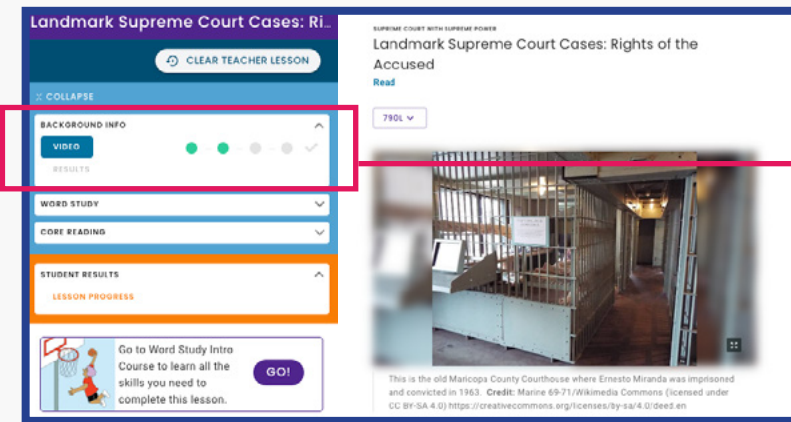 Landmark Supreme Court Cases: Ri...
CLEAR TEACHER LESSON
COLLAPSE
BACKGROUND INFO
VIDEO
RESULTS
WORD STUDY
CORE READING
STUDENT RESULTS
LESSON PROGRESS
Go to Word Study Intro
Course to learn all the
skills you need to
complete this lesson.
GO!
SUPREME COURT WITH SUPREME POWER
Landmark Supreme Court Cases: Rights of the
Accused
Read
790L
This is the old Maricopa County Courthouse where Ernesto Miranda was imprisoned
and convicted in 1963. Credit: Marine 69-71/Wikimedia Commons (licensed under
CC BY-SA 4.0) https://creativecommons.org/licenses/by-sa/4.0/deed.en